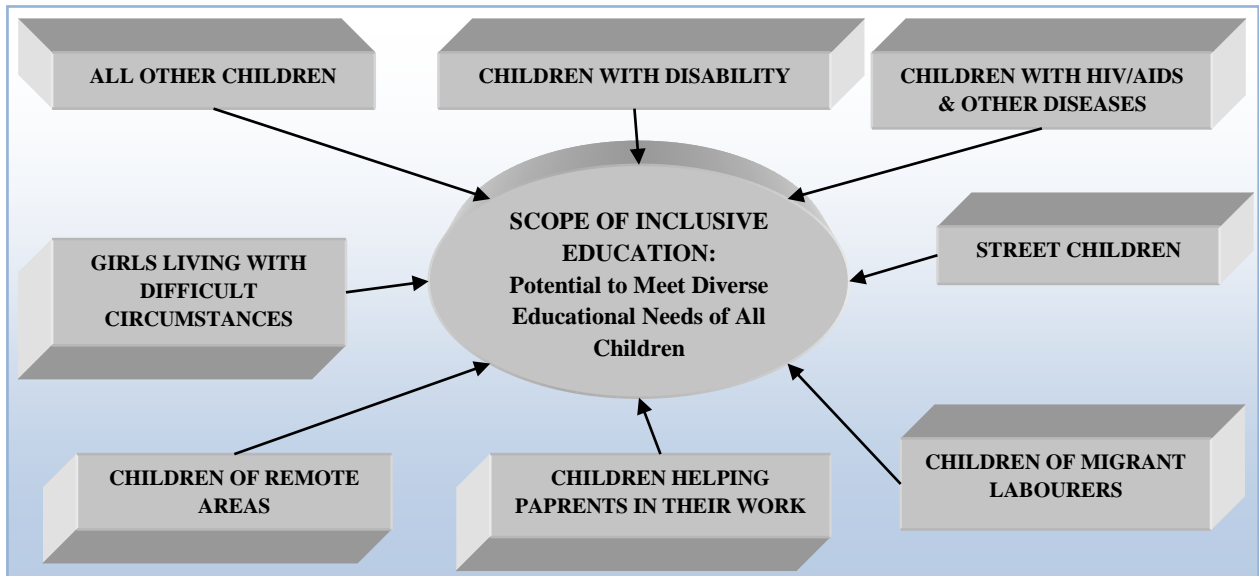 ALL OTHER CHILDREN
CHILDREN WITH DISABILITY
CHILDREN WITH HIV/AIDS
& OTHER DISEASES
SCOPE OF INCLUSIVE
EDUCATION:
Potential to Meet Diverse
Educational Needs of All
Children
STREET CHILDREN
GIRLS LIVING WITH
DIFFICULT
CIRCUMSTANCES
CHILDREN OF REMOTE
AREAS
CHILDREN HELPING
PAPRENTS IN THEIR WORK
CHILDREN OF MIGRANT
LABOURERS